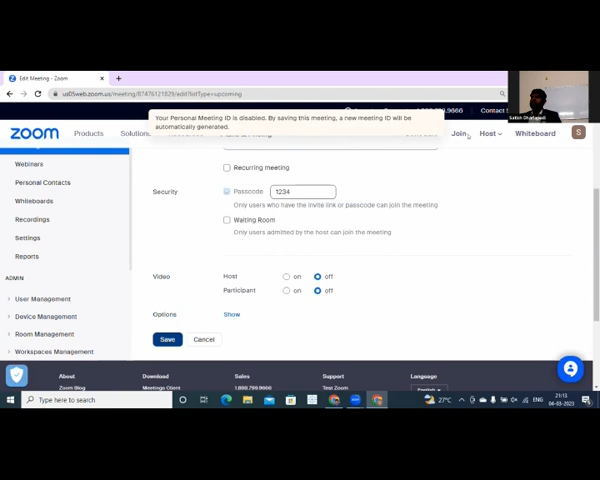 Edit Meeting - Zoom
us05web.zoom.us/meeting/87476121829/edit?listType=upcoming
Contact S
Satish Dhadapadi
Your Personal Meeting ID is disabled. By saving this meeting, a new meeting ID will be
automatically generated.
zoom Products Join Host Whiteboard S
Webinars
Personal Contacts
Whiteboards
Recordings
Settings
Reports
ADMIN
User Management
Device Management
Room Management
Workspaces Management
Recurring meeting
Security Passcode 1234
Only users who have the invite link or passcode can join the meeting
Waiting Room
Only users admitted by the host can join the meeting
Video Host on off
Participant on off
Options Show
Save Cancel
About Download Sales Support Language
Zoom Blog Meetings Client 1.888.799.9666 Test Zoom English
Type here to search 27°C ENG 21:13
04-03-2023